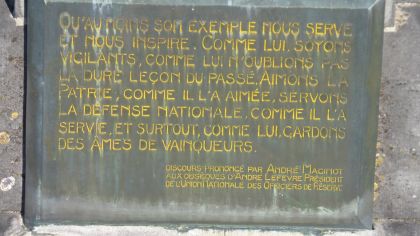 QU'AU MOINS SON EXEMPLE NOUS SERVE
ET NOUS INSPIRE. COMME LUI, SOYONS
VIGILANTS, COMME LUI N'OUBLIONS PAS
LA DURE LEÇON DU PASSÉ. AIMONS LA
PATRIE, COMME IL L'A AIMÉE, SERVONS
LA DÉFENSE NATIONALE, COMME IL L'A
SERVIE, ET SURTOUT, COMME LUI, GARDONS
DES ÂMES DE VAINQUEURS.
DISCOURS PRONONCÉ PAR ANDRÉ MAGINOT
AUX OBSÈQUES D'ANDRÉ LEFÈVRE PRÉSIDENT
DE L'UNION NATIONALE DES OFFICIERS DE RÉSERVE